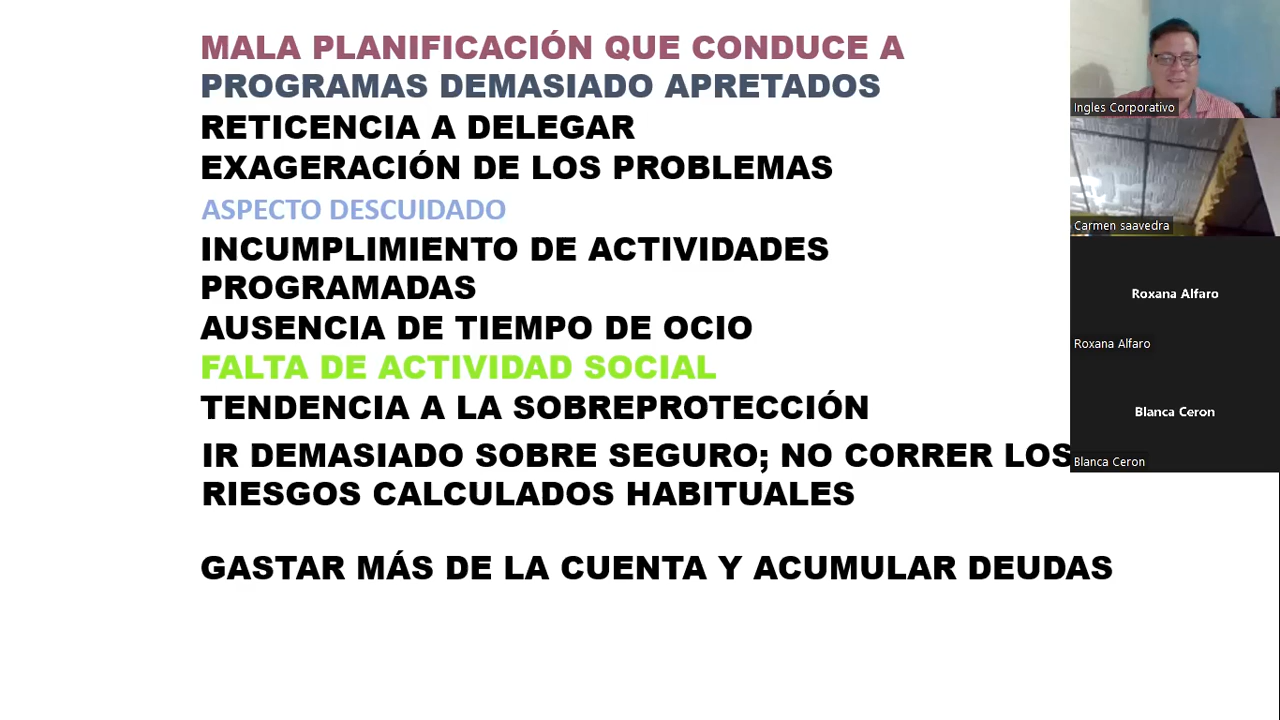 MALA PLANIFICACIÓN QUE CONDUCE A
PROGRAMAS DEMASIADO APRETADOS
RETICENCIA A DELEGAR
EXAGERACIÓN DE LOS PROBLEMAS
ASPECTO DESCUIDADO
INCUMPLIMIENTO DE ACTIVIDADES
PROGRAMADAS
AUSENCIA DE TIEMPO DE OCIO
FALTA DE ACTIVIDAD SOCIAL
TENDENCIA A LA SOBREPROTECCIÓN
IR DEMASIADO SOBRE SEGURO; NO CORRER LOS
RIESGOS CALCULADOS HABITUALES
GASTAR MÁS DE LA CUENTA Y ACUMULAR DEUDAS
Ingles Corporativo
Carmen saavedra
Roxana Alfaro
Roxana Alfaro
Blanca Ceron
Blanca Ceron